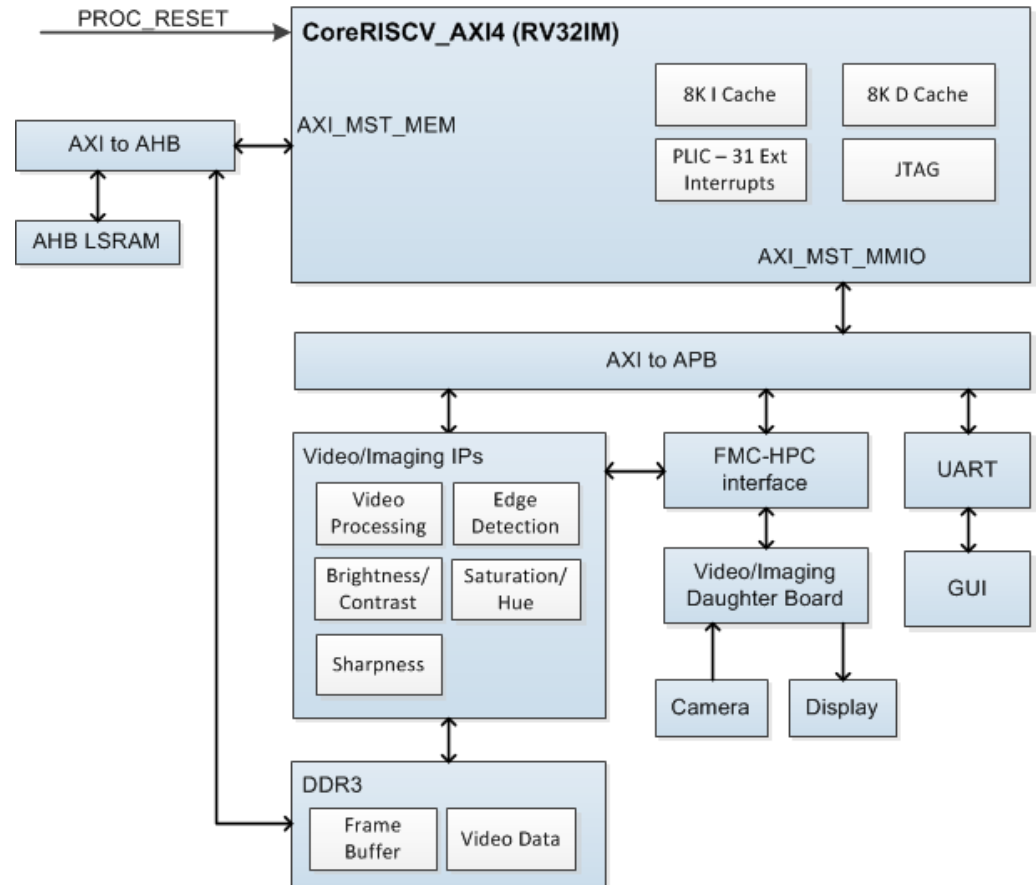 PROC_RESET
CoreRISCV_AXI4 (RV32IM)
8K I Cache
8K D Cache
AXI_MST_MEM
AXI to AHB
PLIC – 31 Ext
Interrupts
JTAG
AHB LSRAM
AXI_MST_MMIO
AXI to APB
Video/Imaging IPs
Video
Processing
Edge
Detection
Brightness/
Contrast
Saturation/
Hue
Sharpness
FMC-HPC
interface
UART
Video/Imaging
Daughter Board
GUI
Camera
Display
DDR3
Frame
Buffer
Video Data